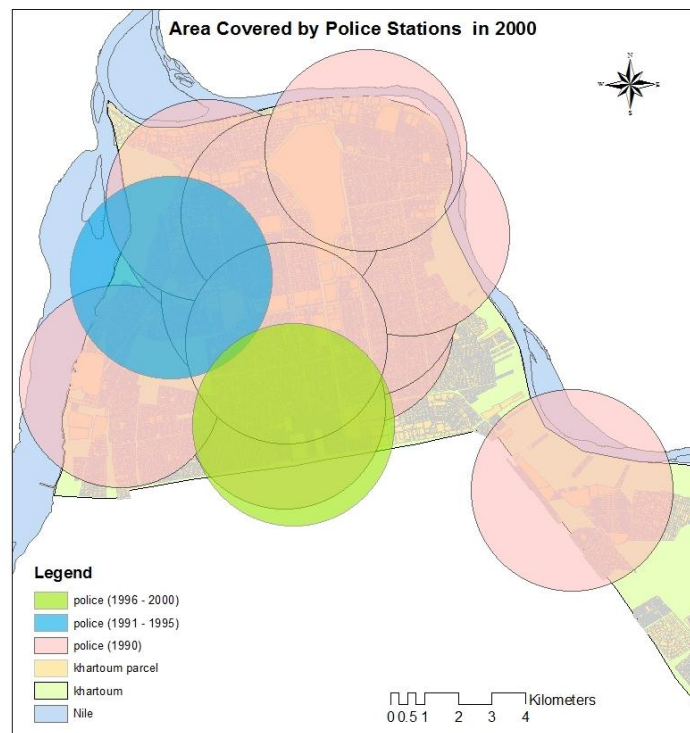 Area Covered by Police Stations in 2000
N
W E
S
Legend
police (1996 - 2000)
police (1991 - 1995)
police (1990)
khartoum parcel
khartoum
Nile
Kilometers
0 0.5 1 2 3 4